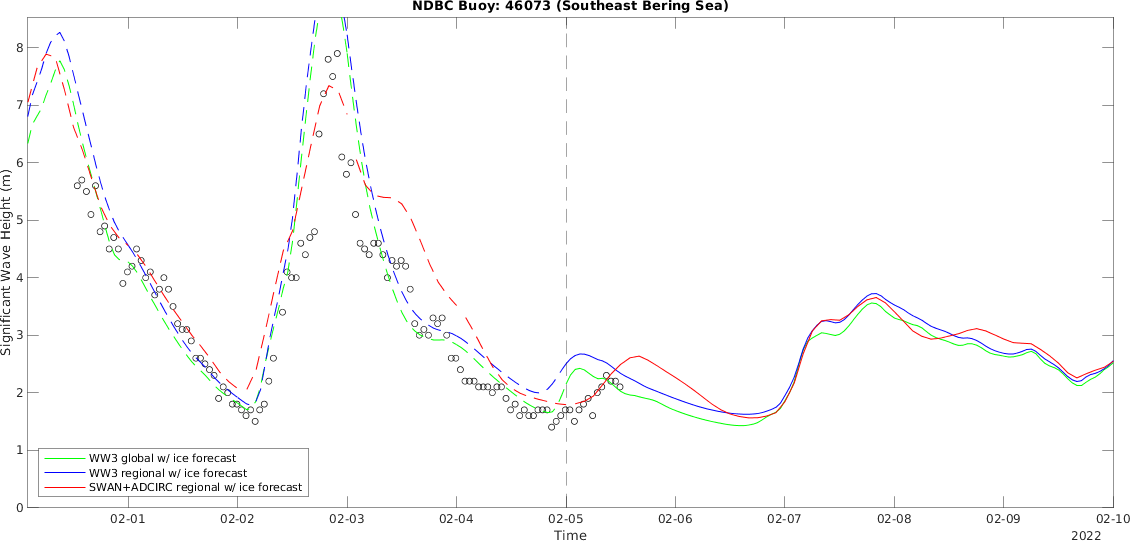 NDBC Buoy: 46073 (Southeast Bering Sea)
Significant Wave Height (m)
8
7
6
5
4
3
2
1
0
WW3 global w/ ice forecast
WW3 regional w/ ice forecast
SWAN+ADCIRC regional w/ ice forecast
02-01 02-02 02-03 02-04 02-05 02-06 02-07 02-08 02-09 02-10
Time
2022